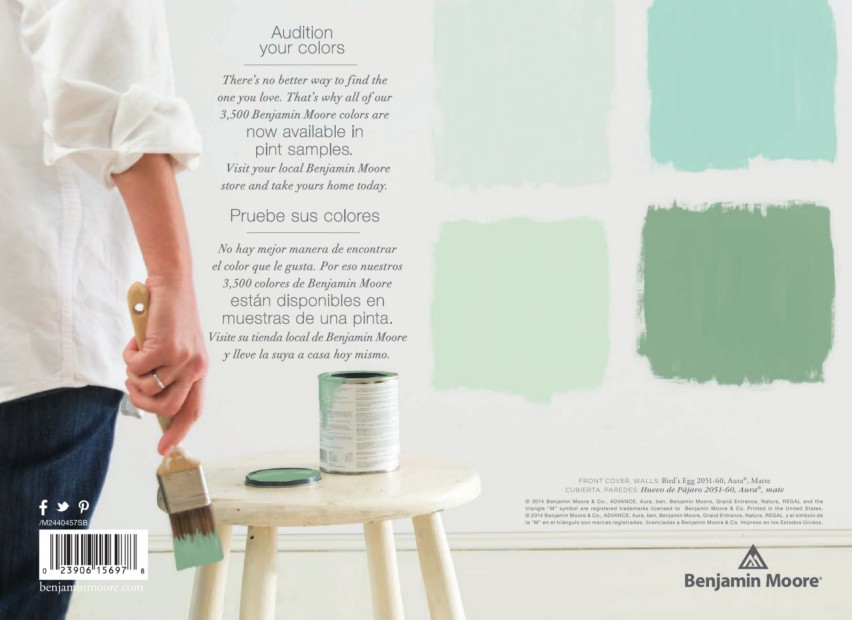 Audition
your colors
There's no better way to find the
one you love. That's why all of our
3,500 Benjamin Moore colors are
now available in
pint samples.
Visit your local Benjamin Moore
store and take yours home today.
Pruebe sus colores
No hay mejor manera de encontrar
el color que le gusta. Por eso nuestros
3,500 colores de Benjamin Moore
están disponibles en
muestras de una pinta.
Visite su tienda local de Benjamin Moore
y lleve la suya a casa hoy mismo.
FRONT COVER, WALLS: Bird's Egg 2051-60, Aura®, Matte
CUBIERTA, PAREDES: Huevo de Pájaro 2051-60, Aura®, mate
© 2014 Benjamin Moore & Co., ADVANCE, Aura, ben, Benjamin Moore, Grand Entrance, Natura, REGAL and the
triangle "M" symbol are registered trademarks licensed to Benjamin Moore & Co. Printed in the United States.
© 2014 Benjamin Moore & Co., ADVANCE, Aura, ben, Benjamin Moore, Grand Entrance, Natura, REGAL y el símbolo de
la "M" en el triángulo son marcas registradas, licenciadas a Benjamin Moore & Co. Impreso en los Estados Unidos.
/M2440457SB
0 23906 15697 8
benjaminmoore.com
Benjamin Moore®